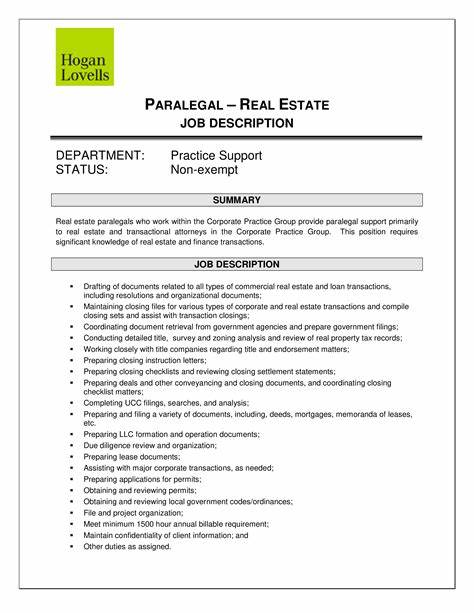 Hogan
Lovells
PARALEGAL – REAL ESTATE
JOB DESCRIPTION
DEPARTMENT: Practice Support
STATUS: Non-exempt
SUMMARY
Real estate paralegals who work within the Corporate Practice Group provide paralegal support primarily
to real estate and transactional attorneys in the Corporate Practice Group. This position requires
significant knowledge of real estate and finance transactions.
JOB DESCRIPTION
▪ Drafting of documents related to all types of commercial real estate and loan transactions,
including resolutions and organizational documents;
▪ Maintaining closing files for various types of corporate and real estate transactions and compile
closing sets and assist with transaction closings;
▪ Coordinating document retrieval from government agencies and prepare government filings;
▪ Conducting detailed title, survey and zoning analysis and review of real property tax records;
▪ Working closely with title companies regarding title and endorsement matters;
▪ Preparing closing instruction letters;
▪ Preparing closing checklists and reviewing closing settlement statements;
▪ Preparing deals and other conveyancing and closing documents, and coordinating closing
checklist matters;
▪ Completing UCC filings, searches, and analysis;
▪ Preparing and filing a variety of documents, including, deeds, mortgages, memoranda of leases,
etc.
▪ Preparing LLC formation and operation documents;
▪ Due diligence review and organization;
▪ Preparing lease documents;
▪ Assisting with major corporate transactions, as needed;
▪ Preparing applications for permits;
▪ Obtaining and reviewing permits;
▪ Obtaining and reviewing local government codes/ordinances;
▪ File and project organization;
▪ Meet minimum 1500 hour annual billable requirement;
▪ Maintain confidentiality of client information; and
▪ Other duties as assigned.